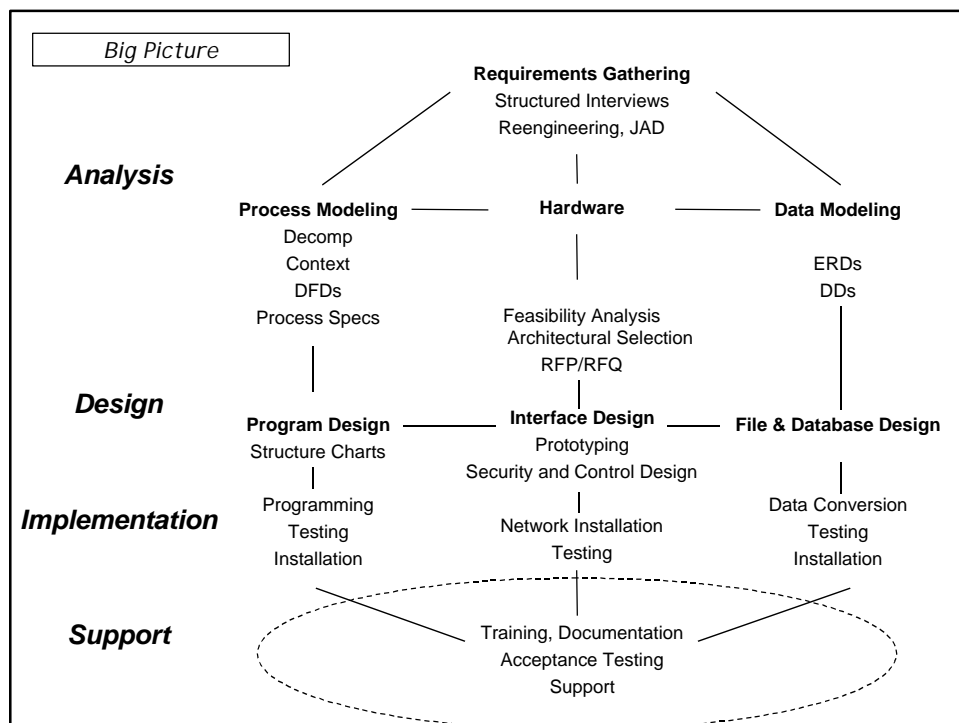 Big Picture
Requirements Gathering
Structured Interviews
Reengineering, JAD
Analysis
Process Modeling
Hardware
Data Modeling
Decomp
Context
DFDs
Process Specs
ERDs
DDs
Feasibility Analysis
Architectural Selection
RFP/RFQ
Design
Program Design
Structure Charts
Interface Design
Prototyping
Security and Control Design
File & Database Design
Implementation
Programming
Testing
Installation
Network Installation
Testing
Data Conversion
Testing
Installation
Support
Training, Documentation
Acceptance Testing
Support